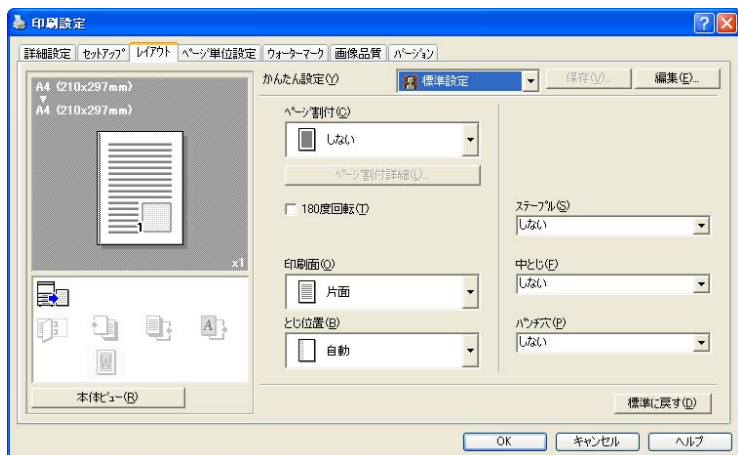 印刷設定
詳細設定 セットアップ レイアウト ページ単位設定 ウォーターマーク 画像品質 バージョン
A4 (210x297mm)
A4 (210x297mm)
1
x1
本体ビュー(R)
かんたん設定(Y) 標準設定 保存(V)... 編集(E)...
ページ割付(C)
しない
ページ割付詳細(L)...
180度回転(T)
ステープル(S)
しない
印刷面(O)
片面
中とじ(F)
しない
とじ位置(B)
自動
パンチ穴(P)
しない
標準に戻す(D)
OK キャンセル ヘルプ